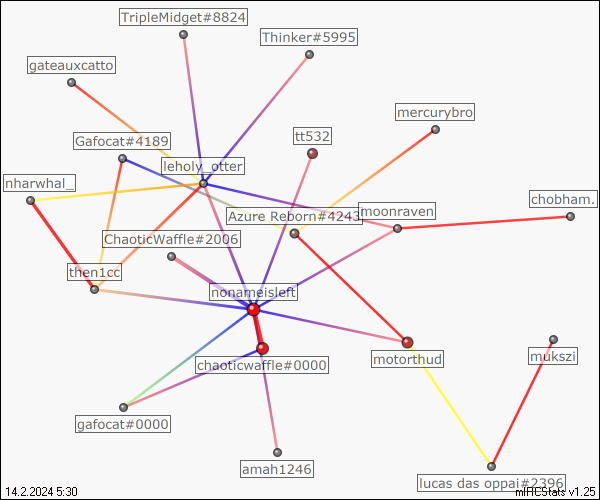 TripleMidget#8824
Thinker#5995
gateauxcatto
mercurybro
tt532
Gafocat#4189
leholy_otter
nharwhal_
chobham.
Azure Reborn#4243
moonraven
ChaoticWaffle#2006
then1cc
nonameisleft
chaoticwaffle#0000
motorthud
mukszi
gafocat#0000
amah1246
lucas das oppai#2396
14.2.2024 5:30
mIRCStats v1.25